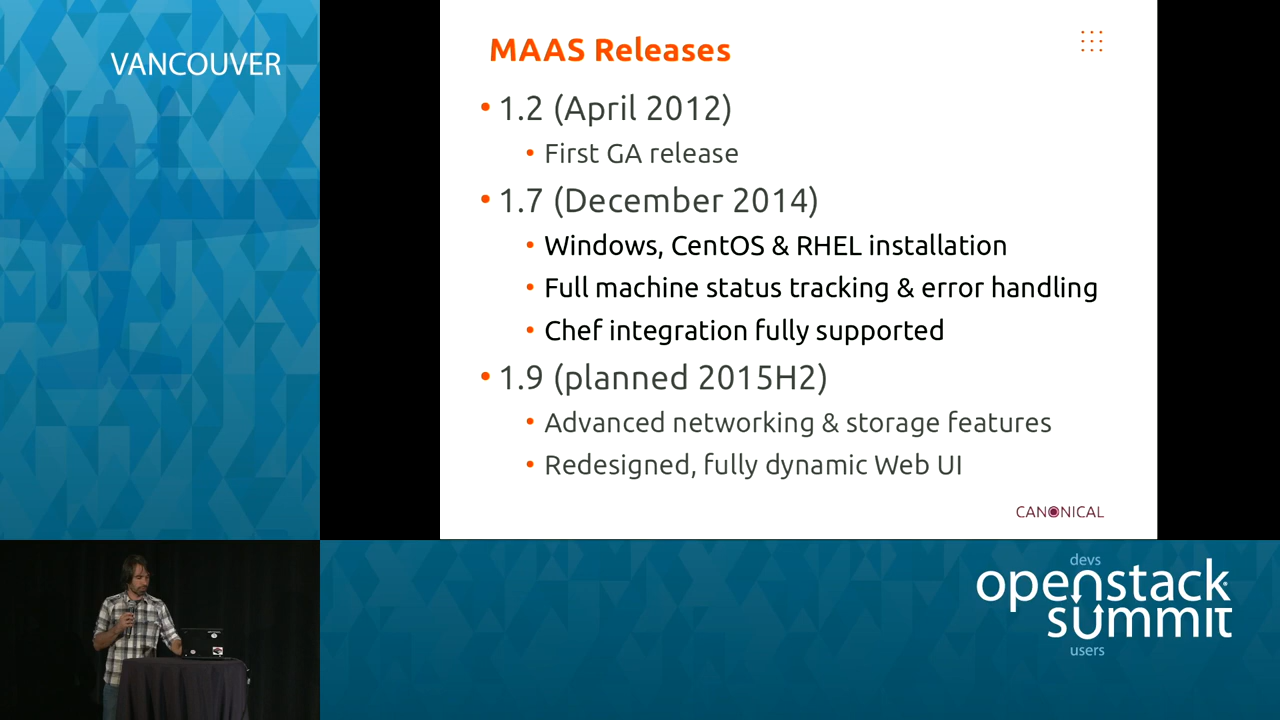 VANCOUVER
MAAS Releases
• 1.2 (April 2012)
• First GA release
• 1.7 (December 2014)
• Windows, CentOS & RHEL installation
• Full machine status tracking & error handling
• Chef integration fully supported
• 1.9 (planned 2015H2)
• Advanced networking & storage features
• Redesigned, fully dynamic Web UI
CANONICAL
devs
openstack
summit
users